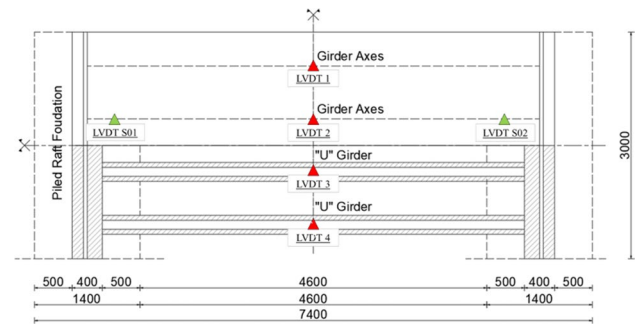 Girder Axes
LVDT 1
Girder Axes
LVDT S01
LVDT 2
LVDT S02
Piled Raft Foudation
"U" Girder
LVDT 3
"U" Girder
LVDT 4
3000
500 400 500 4600 500 400 500
1400 4600 1400
7400